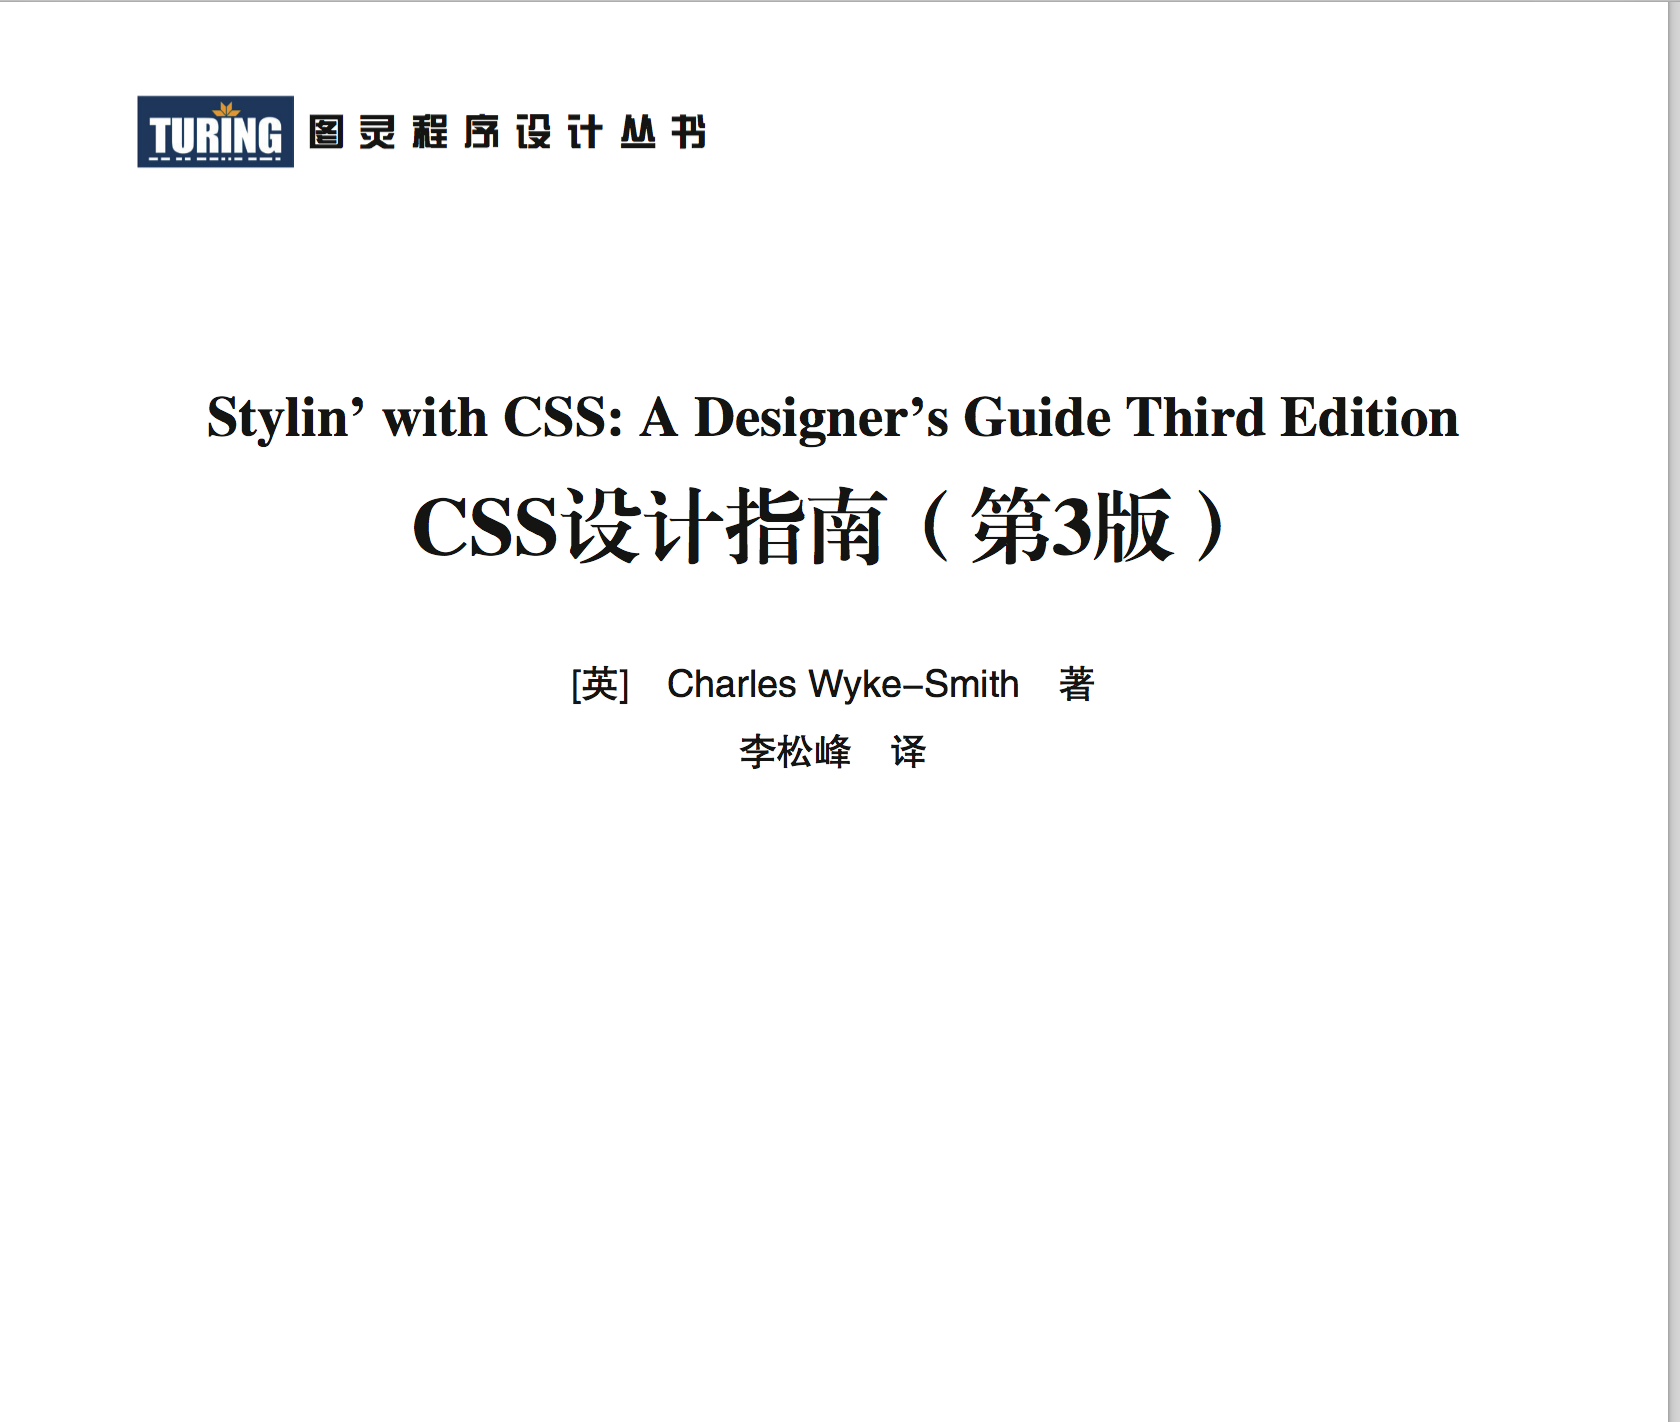 TURING 图灵程序设计丛书
Stylin’ with CSS: A Designer’s Guide Third Edition
CSS设计指南（第3版）
[英] Charles Wyke–Smith 著
李松峰 译